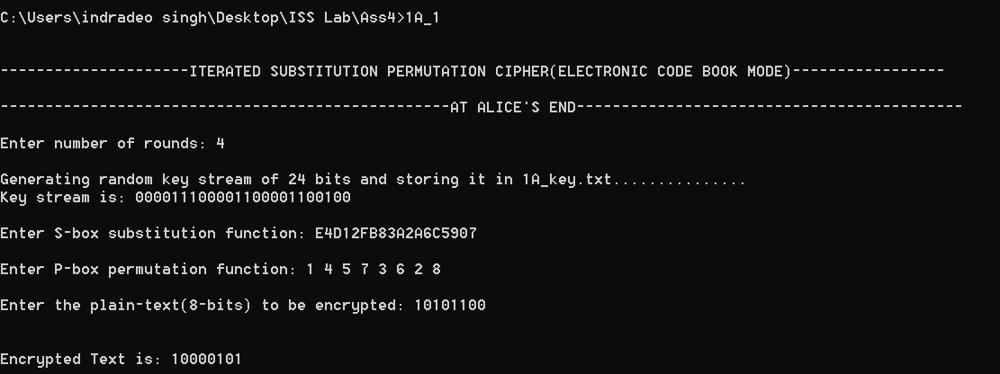 C:\Users\indradeo singh\Desktop\ISS Lab\Ass4>1A_1
---------------------ITERATED SUBSTITUTION PERMUTATION CIPHER(ELECTRONIC CODE BOOK MODE)-----------------
--------------------------------------------------AT ALICE'S END-------------------------------------------
Enter number of rounds: 4
Generating random key stream of 24 bits and storing it in 1A_key.txt...............
Key stream is: 000011100001100001100100
Enter S-box substitution function: E4D12FB83A2A6C5907
Enter P-box permutation function: 1 4 5 7 3 6 2 8
Enter the plain-text(8-bits) to be encrypted: 10101100
Encrypted Text is: 10000101